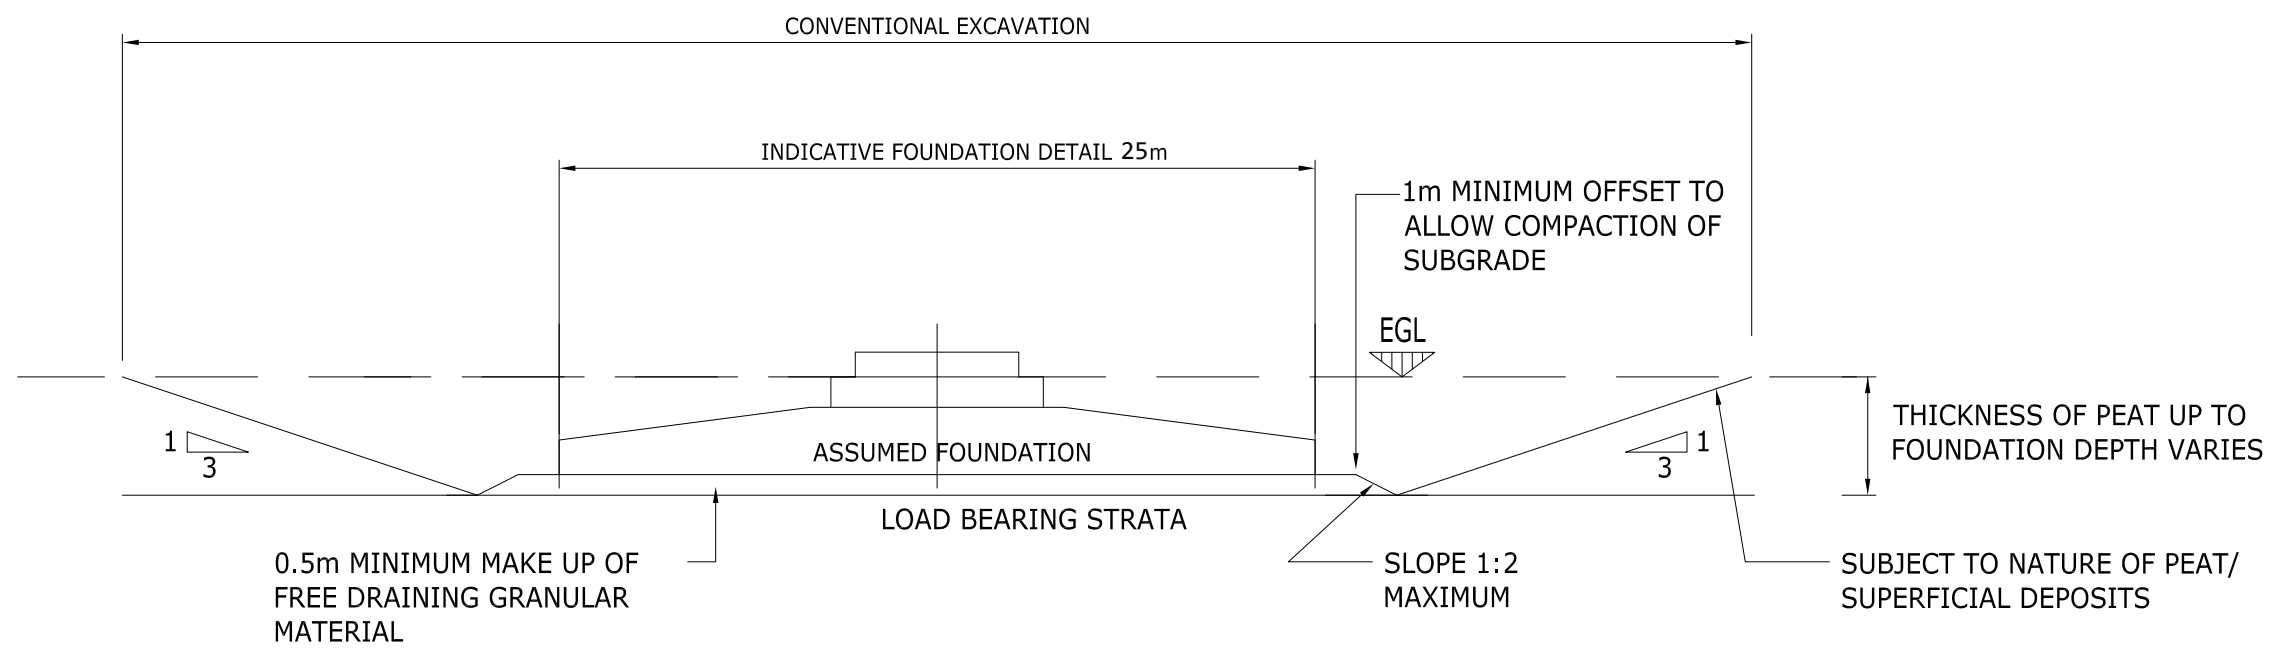 CONVENTIONAL EXCAVATION
INDICATIVE FOUNDATION DETAIL 25m
1m MINIMUM OFFSET TO
ALLOW COMPACTION OF
SUBGRADE
EGL
THICKNESS OF PEAT UP TO
FOUNDATION DEPTH VARIES
1
3
ASSUMED FOUNDATION
1
3
LOAD BEARING STRATA
0.5m MINIMUM MAKE UP OF
FREE DRAINING GRANULAR
MATERIAL
SLOPE 1:2
MAXIMUM
SUBJECT TO NATURE OF PEAT/
SUPERFICIAL DEPOSITS